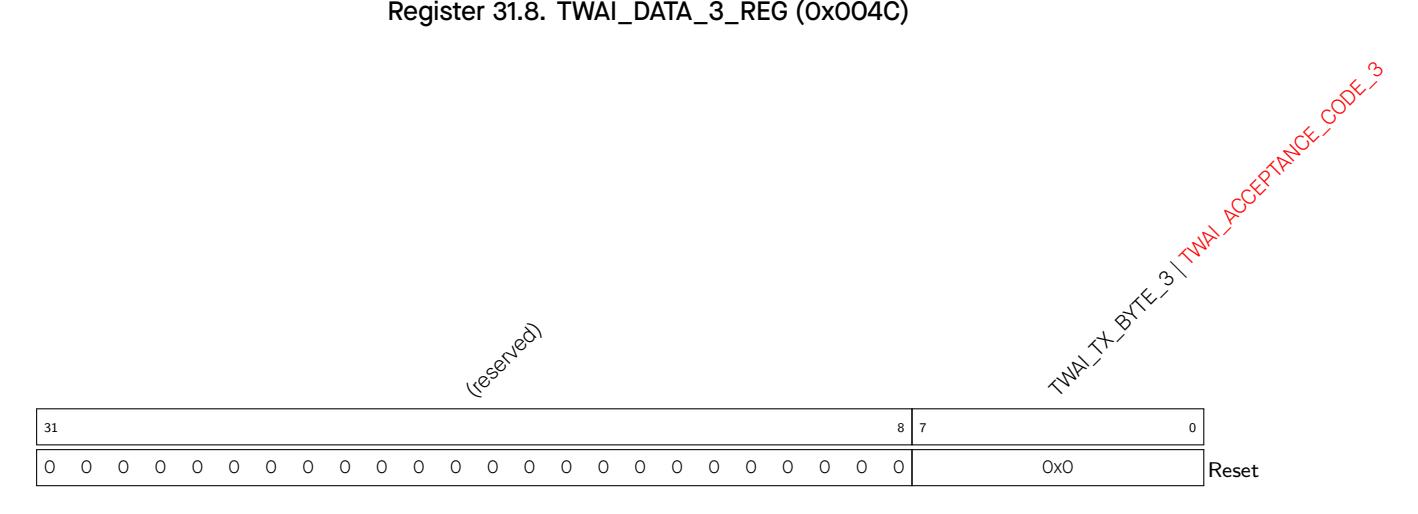 Register 31.8. TWAI_DATA_3_REG (0x004C)
(reserved)
TWAI_TX_BYTE_3 | TWAI_ACCEPTANCE_CODE_3
31 8 7 0
0 0 0 0 0 0 0 0 0 0 0 0 0 0 0 0 0 0 0 0 0 0 0 0 0x0 Reset